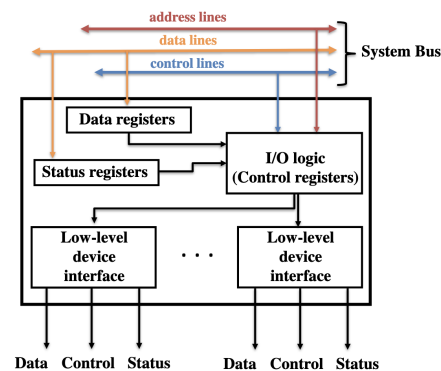 address lines
data lines
System Bus
control lines
Data registers
I/O logic
(Control registers)
Status registers
Low-level
device
interface
. . .
Low-level
device
interface
Data Control Status
Data Control Status